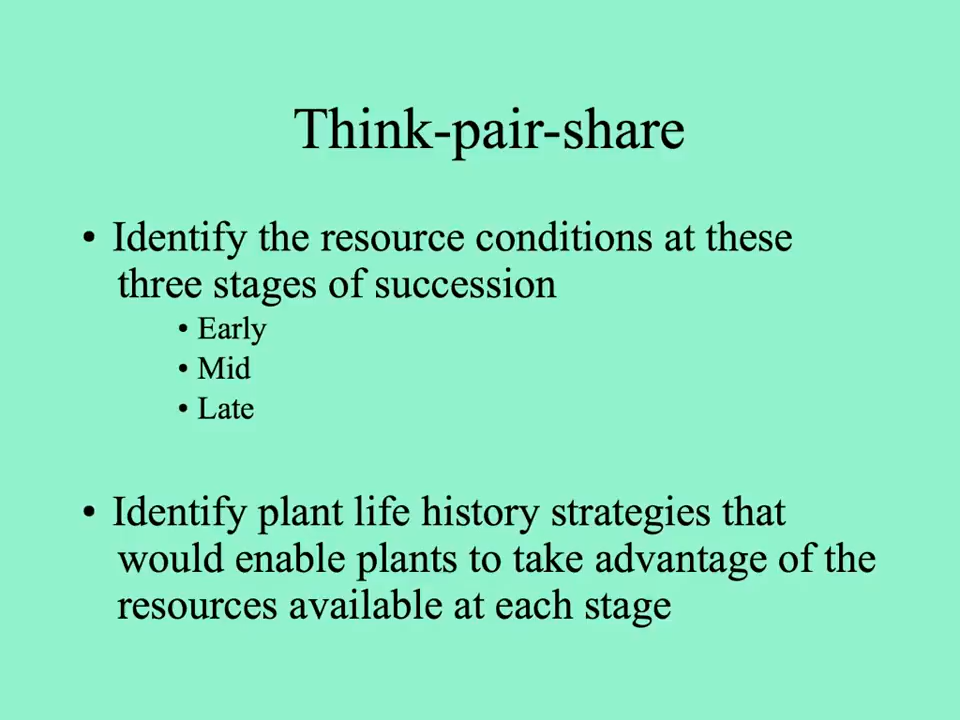 Think-pair-share
• Identify the resource conditions at these
three stages of succession
• Early
• Mid
• Late
• Identify plant life history strategies that
would enable plants to take advantage of the
resources available at each stage